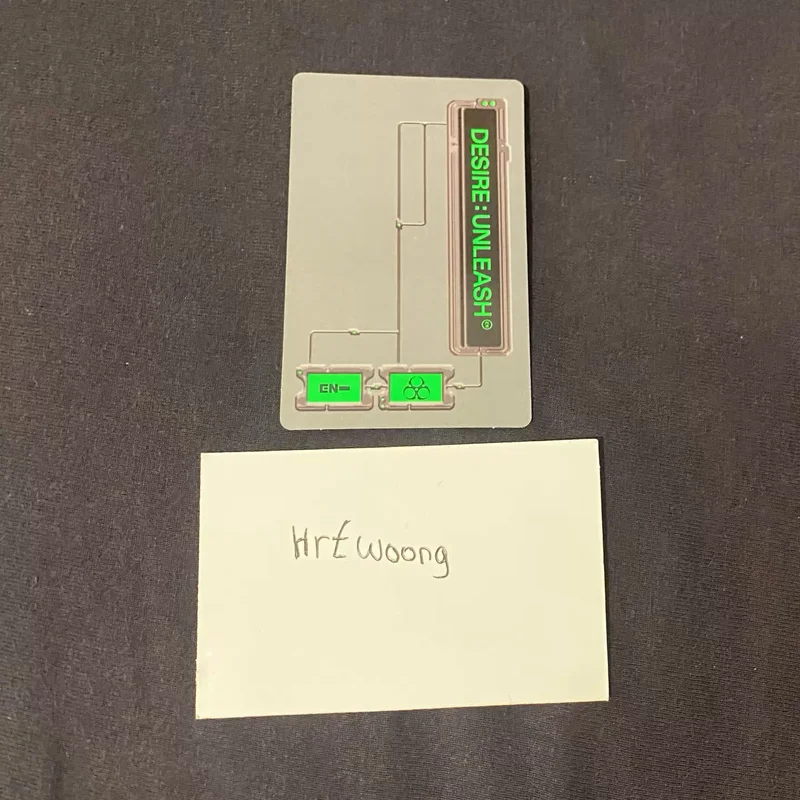 DESIRE : UNLEASH
EN-
Hrtwoong